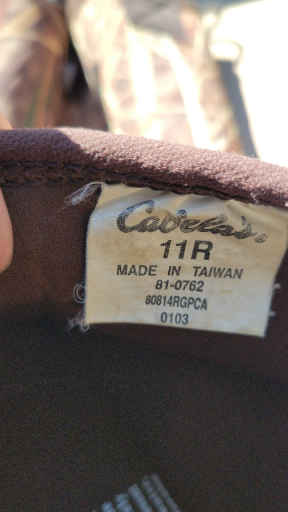 Cabela's.
11R
MADE IN TAIWAN
81-0762
80814RGPCA
0103